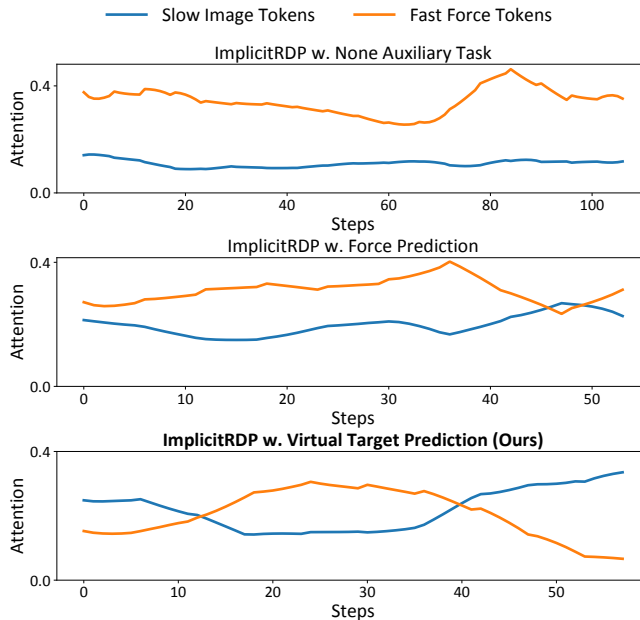 Slow Image Tokens Fast Force Tokens
ImplicitRDP w. None Auxiliary Task
Attention
0.4
0.0
0 20 40 60 80 100
Steps
ImplicitRDP w. Force Prediction
Attention
0.4
0.0
0 10 20 30 40 50
Steps
ImplicitRDP w. Virtual Target Prediction (Ours)
Attention
0.4
0.0
0 10 20 30 40 50
Steps